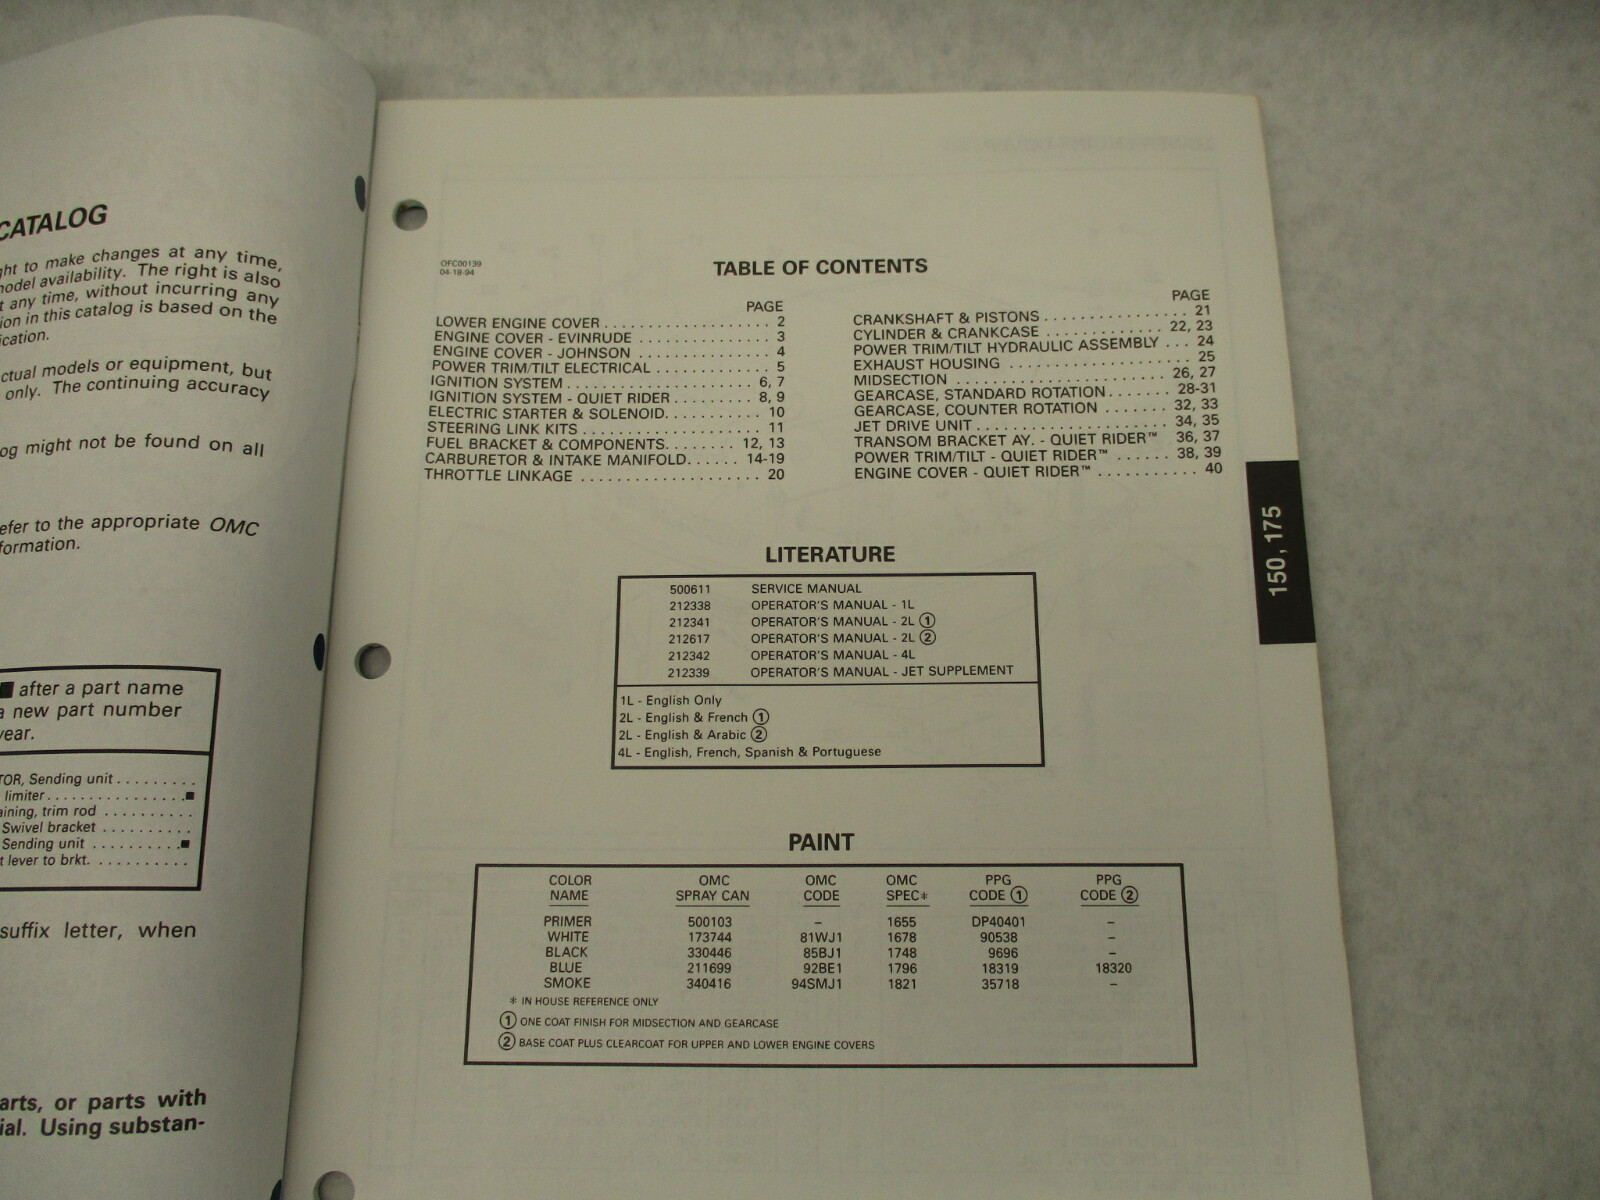 CATALOG
ght to make changes at any time,
model availability. The right is also
t any time, without incurring any
ion in this catalog is based on the
ication.
ctual models or equipment, but
only. The continuing accuracy
og might not be found on all
efer to the appropriate OMC
formation.
■ after a part name
a new part number
year.
TOR, Sending unit . . . . . . . . .
limiter . . . . . . . . . . . . . . . . ■
aining, trim rod . . . . . . . . . .
Swivel bracket . . . . . . . . . .
Sending unit . . . . . . . . . . ■
t lever to brkt. . . . . . . . . . .
suffix letter, when
arts, or parts with
ial. Using substan-
OFC00139
04-18-94
TABLE OF CONTENTS
PAGE
LOWER ENGINE COVER . . . . . . . . . . . . . . . . . . . 2
ENGINE COVER - EVINRUDE . . . . . . . . . . . . . . . 3
ENGINE COVER - JOHNSON . . . . . . . . . . . . . . . 4
POWER TRIM/TILT ELECTRICAL . . . . . . . . . . . . . 5
IGNITION SYSTEM . . . . . . . . . . . . . . . . . . . . . 6, 7
IGNITION SYSTEM - QUIET RIDER . . . . . . . . . 8, 9
ELECTRIC STARTER & SOLENOID. . . . . . . . . . . 10
STEERING LINK KITS . . . . . . . . . . . . . . . . . . . . 11
FUEL BRACKET & COMPONENTS. . . . . . . . 12, 13
CARBURETOR & INTAKE MANIFOLD. . . . . . 14-19
THROTTLE LINKAGE . . . . . . . . . . . . . . . . . . . . 20
PAGE
CRANKSHAFT & PISTONS . . . . . . . . . . . . . . . . 21
CYLINDER & CRANKCASE . . . . . . . . . . . . . 22, 23
POWER TRIM/TILT HYDRAULIC ASSEMBLY . . . 24
EXHAUST HOUSING . . . . . . . . . . . . . . . . . . . . . 25
MIDSECTION . . . . . . . . . . . . . . . . . . . . . . . . 26, 27
GEARCASE, STANDARD ROTATION . . . . . . . 28-31
GEARCASE, COUNTER ROTATION . . . . . . . 32, 33
JET DRIVE UNIT . . . . . . . . . . . . . . . . . . . . . . 34, 35
TRANSOM BRACKET AY. - QUIET RIDER™ 36, 37
POWER TRIM/TILT - QUIET RIDER™ . . . . . . 38, 39
ENGINE COVER - QUIET RIDER™ . . . . . . . . . . . 40
150, 175
LITERATURE
500611 SERVICE MANUAL
212338 OPERATOR'S MANUAL - 1L
212341 OPERATOR'S MANUAL - 2L ①
212617 OPERATOR'S MANUAL - 2L ②
212342 OPERATOR'S MANUAL - 4L
212339 OPERATOR'S MANUAL - JET SUPPLEMENT
1L - English Only
2L - English & French ①
2L - English & Arabic ②
4L - English, French, Spanish & Portuguese
PAINT
COLOR OMC OMC OMC PPG PPG
NAME SPRAY CAN CODE SPEC* CODE ① CODE ②
PRIMER 500103 – 1655 DP40401 –
WHITE 173744 81WJ1 1678 90538 –
BLACK 330446 85BJ1 1748 9696 –
BLUE 211699 92BE1 1796 18319 18320
SMOKE 340416 94SMJ1 1821 35718 –
* IN HOUSE REFERENCE ONLY
① ONE COAT FINISH FOR MIDSECTION AND GEARCASE
② BASE COAT PLUS CLEARCOAT FOR UPPER AND LOWER ENGINE COVERS